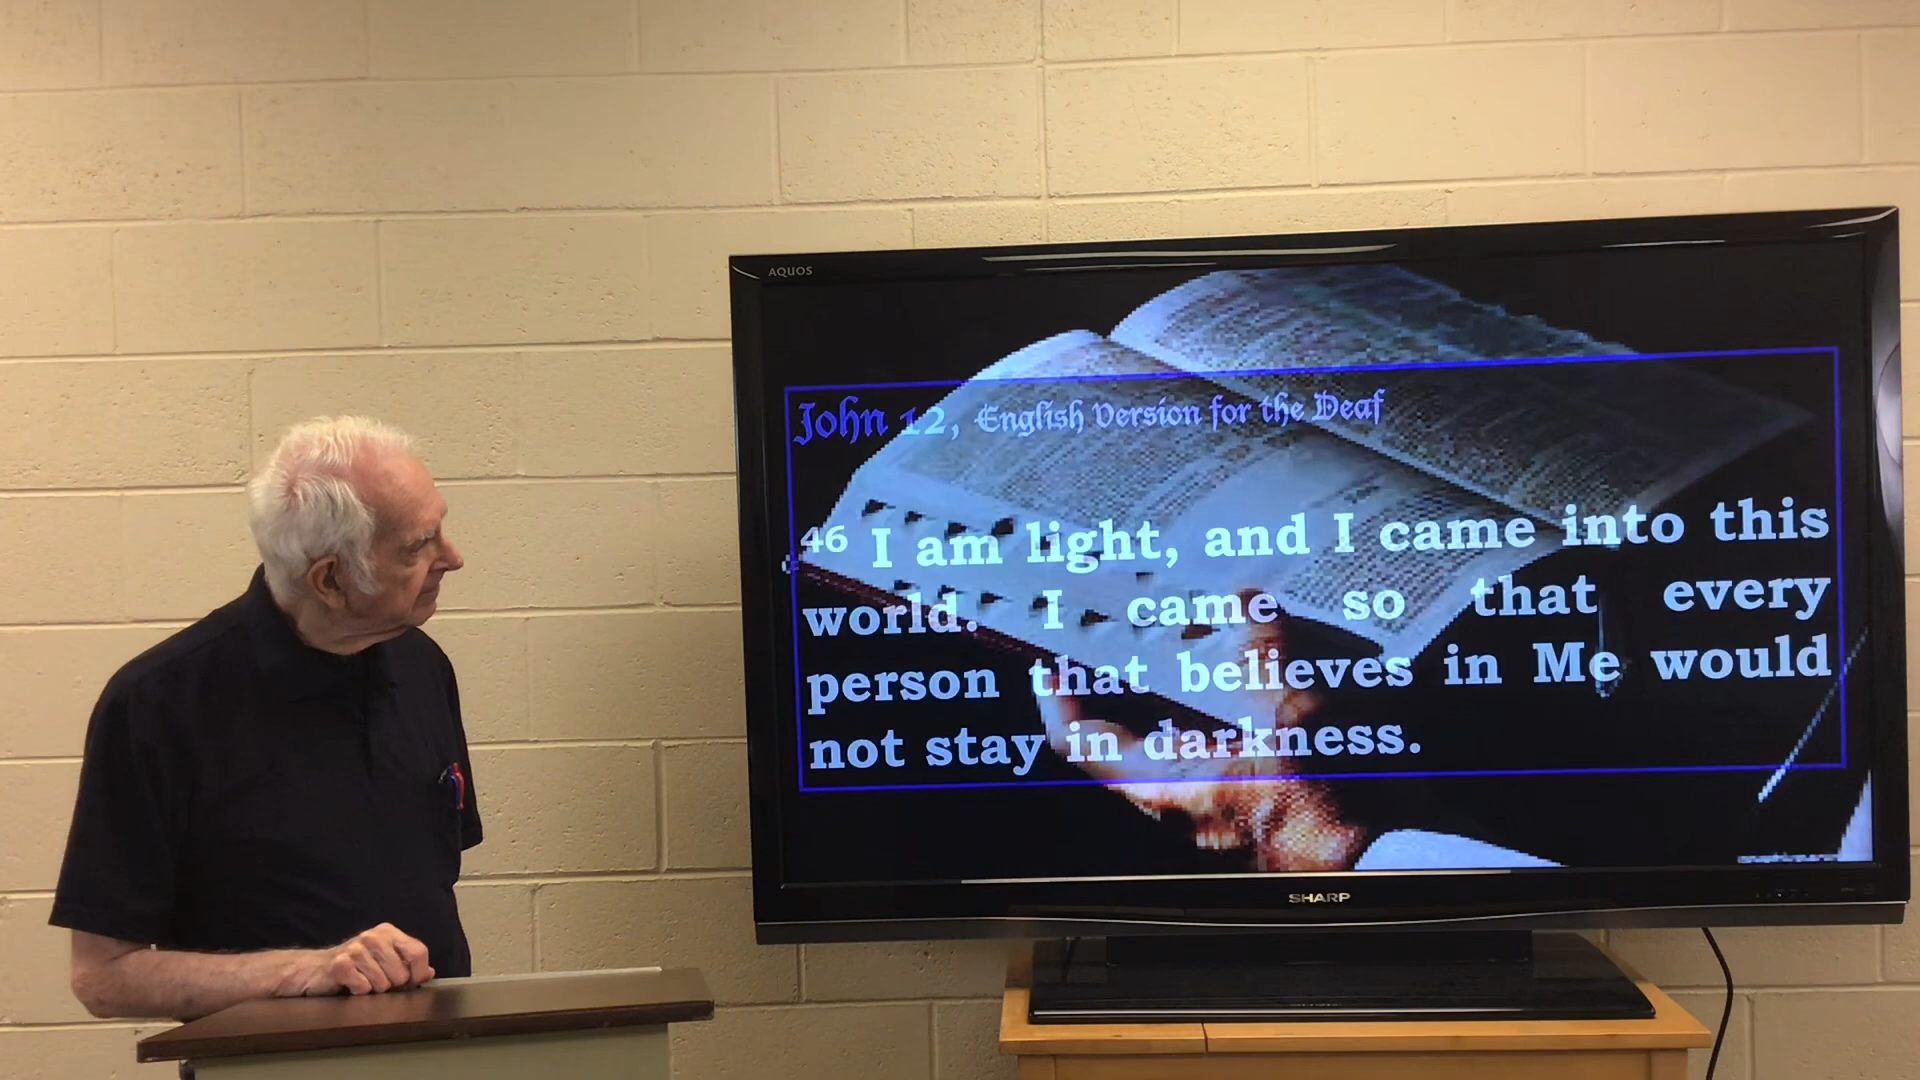 AQUOS
John 12, English Version for the Deaf
46 I am light, and I came into this
world. I came so that every
person that believes in Me would
not stay in darkness.
SHARP